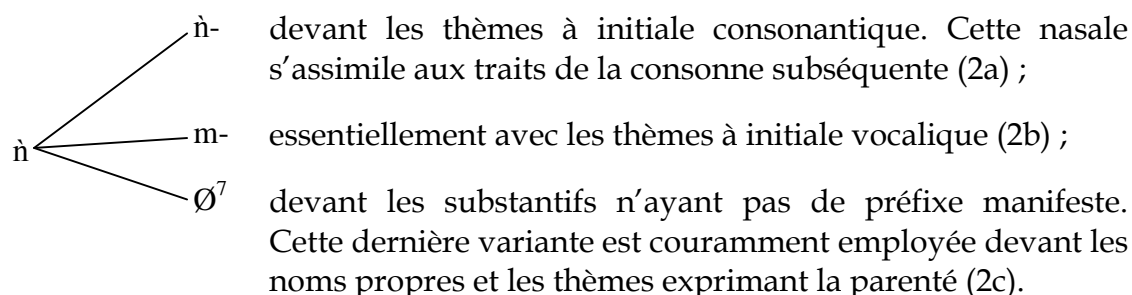 ǹ- devant les thèmes à initiale consonantique. Cette nasale
s’assimile aux traits de la consonne subséquente (2a) ;
ǹ m- essentiellement avec les thèmes à initiale vocalique (2b) ;
Ø⁷ devant les substantifs n’ayant pas de préfixe manifeste.
Cette dernière variante est couramment employée devant les
noms propres et les thèmes exprimant la parenté (2c).